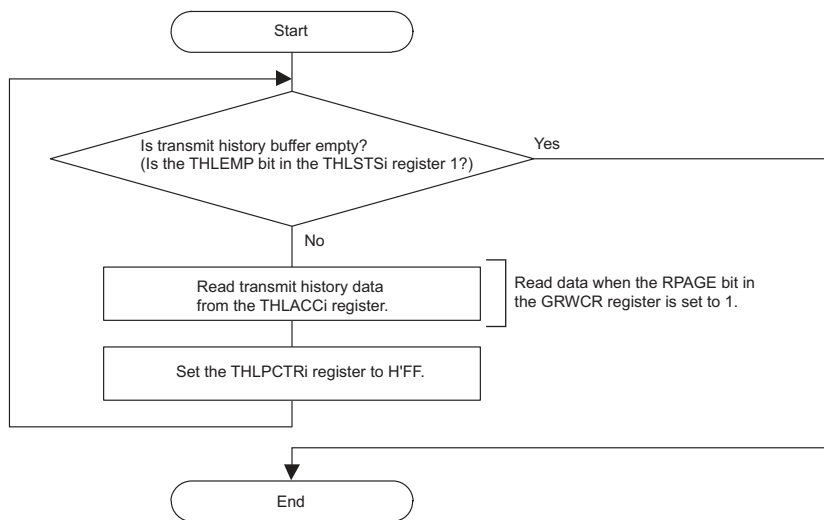 Start
Is transmit history buffer empty?
(Is the THLEMP bit in the THLSTSi register 1?)
Yes
No
Read transmit history data
from the THLACCi register.
Read data when the RPAGE bit in
the GRWCR register is set to 1.
Set the THLPCTRi register to H'FF.
End